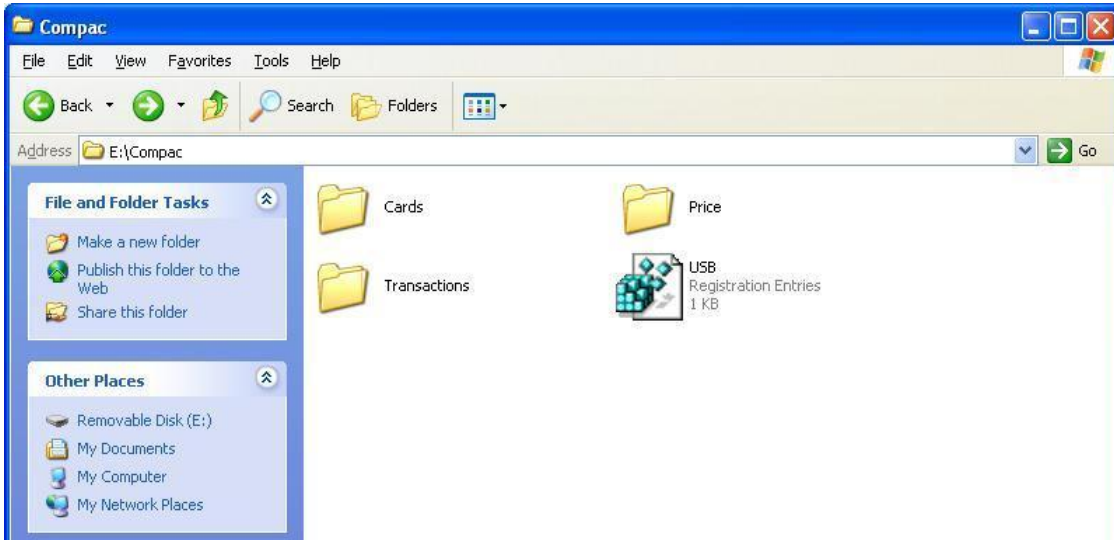 Compac
File Edit View Favorites Tools Help
Back Search Folders
Address E:\Compac Go
File and Folder Tasks
Make a new folder
Publish this folder to the
Web
Share this folder
Other Places
Removable Disk (E:)
My Documents
My Computer
My Network Places
Cards Price
Transactions
USB
Registration Entries
1 KB